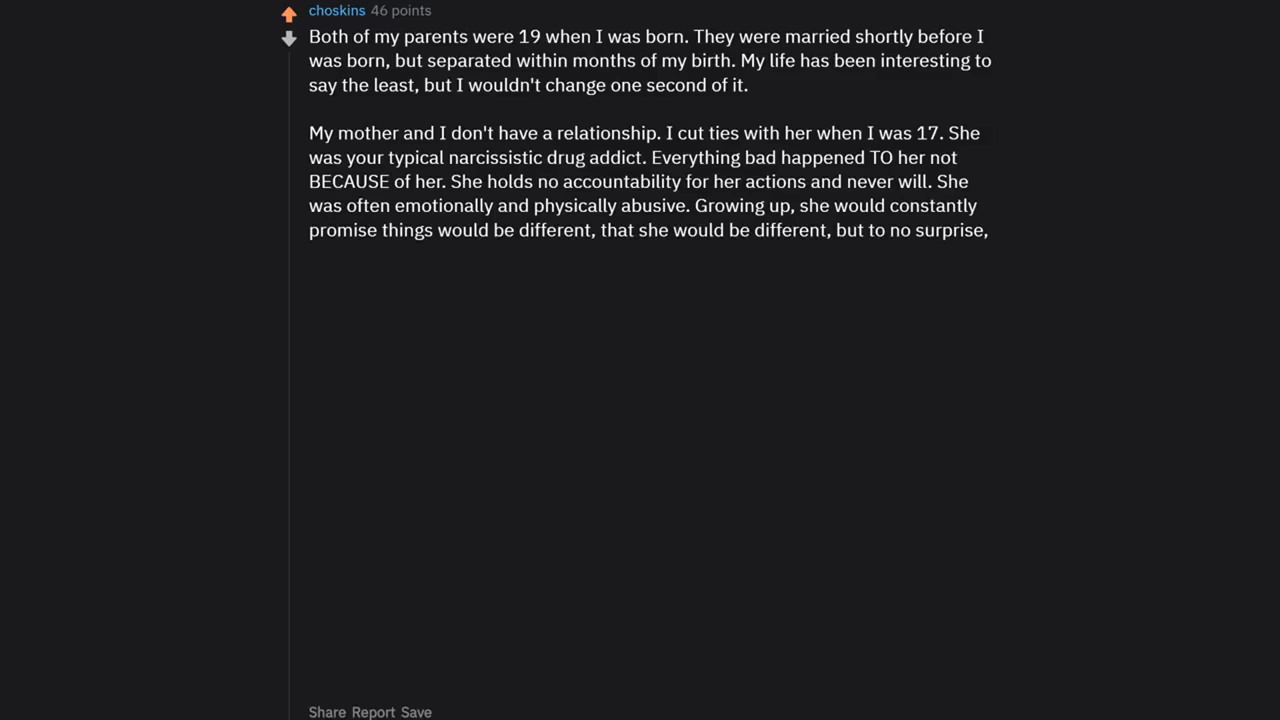 choskins 46 points
Both of my parents were 19 when I was born. They were married shortly before I
was born, but separated within months of my birth. My life has been interesting to
say the least, but I wouldn't change one second of it.
My mother and I don't have a relationship. I cut ties with her when I was 17. She
was your typical narcissistic drug addict. Everything bad happened TO her not
BECAUSE of her. She holds no accountability for her actions and never will. She
was often emotionally and physically abusive. Growing up, she would constantly
promise things would be different, that she would be different, but to no surprise,
Share Report Save